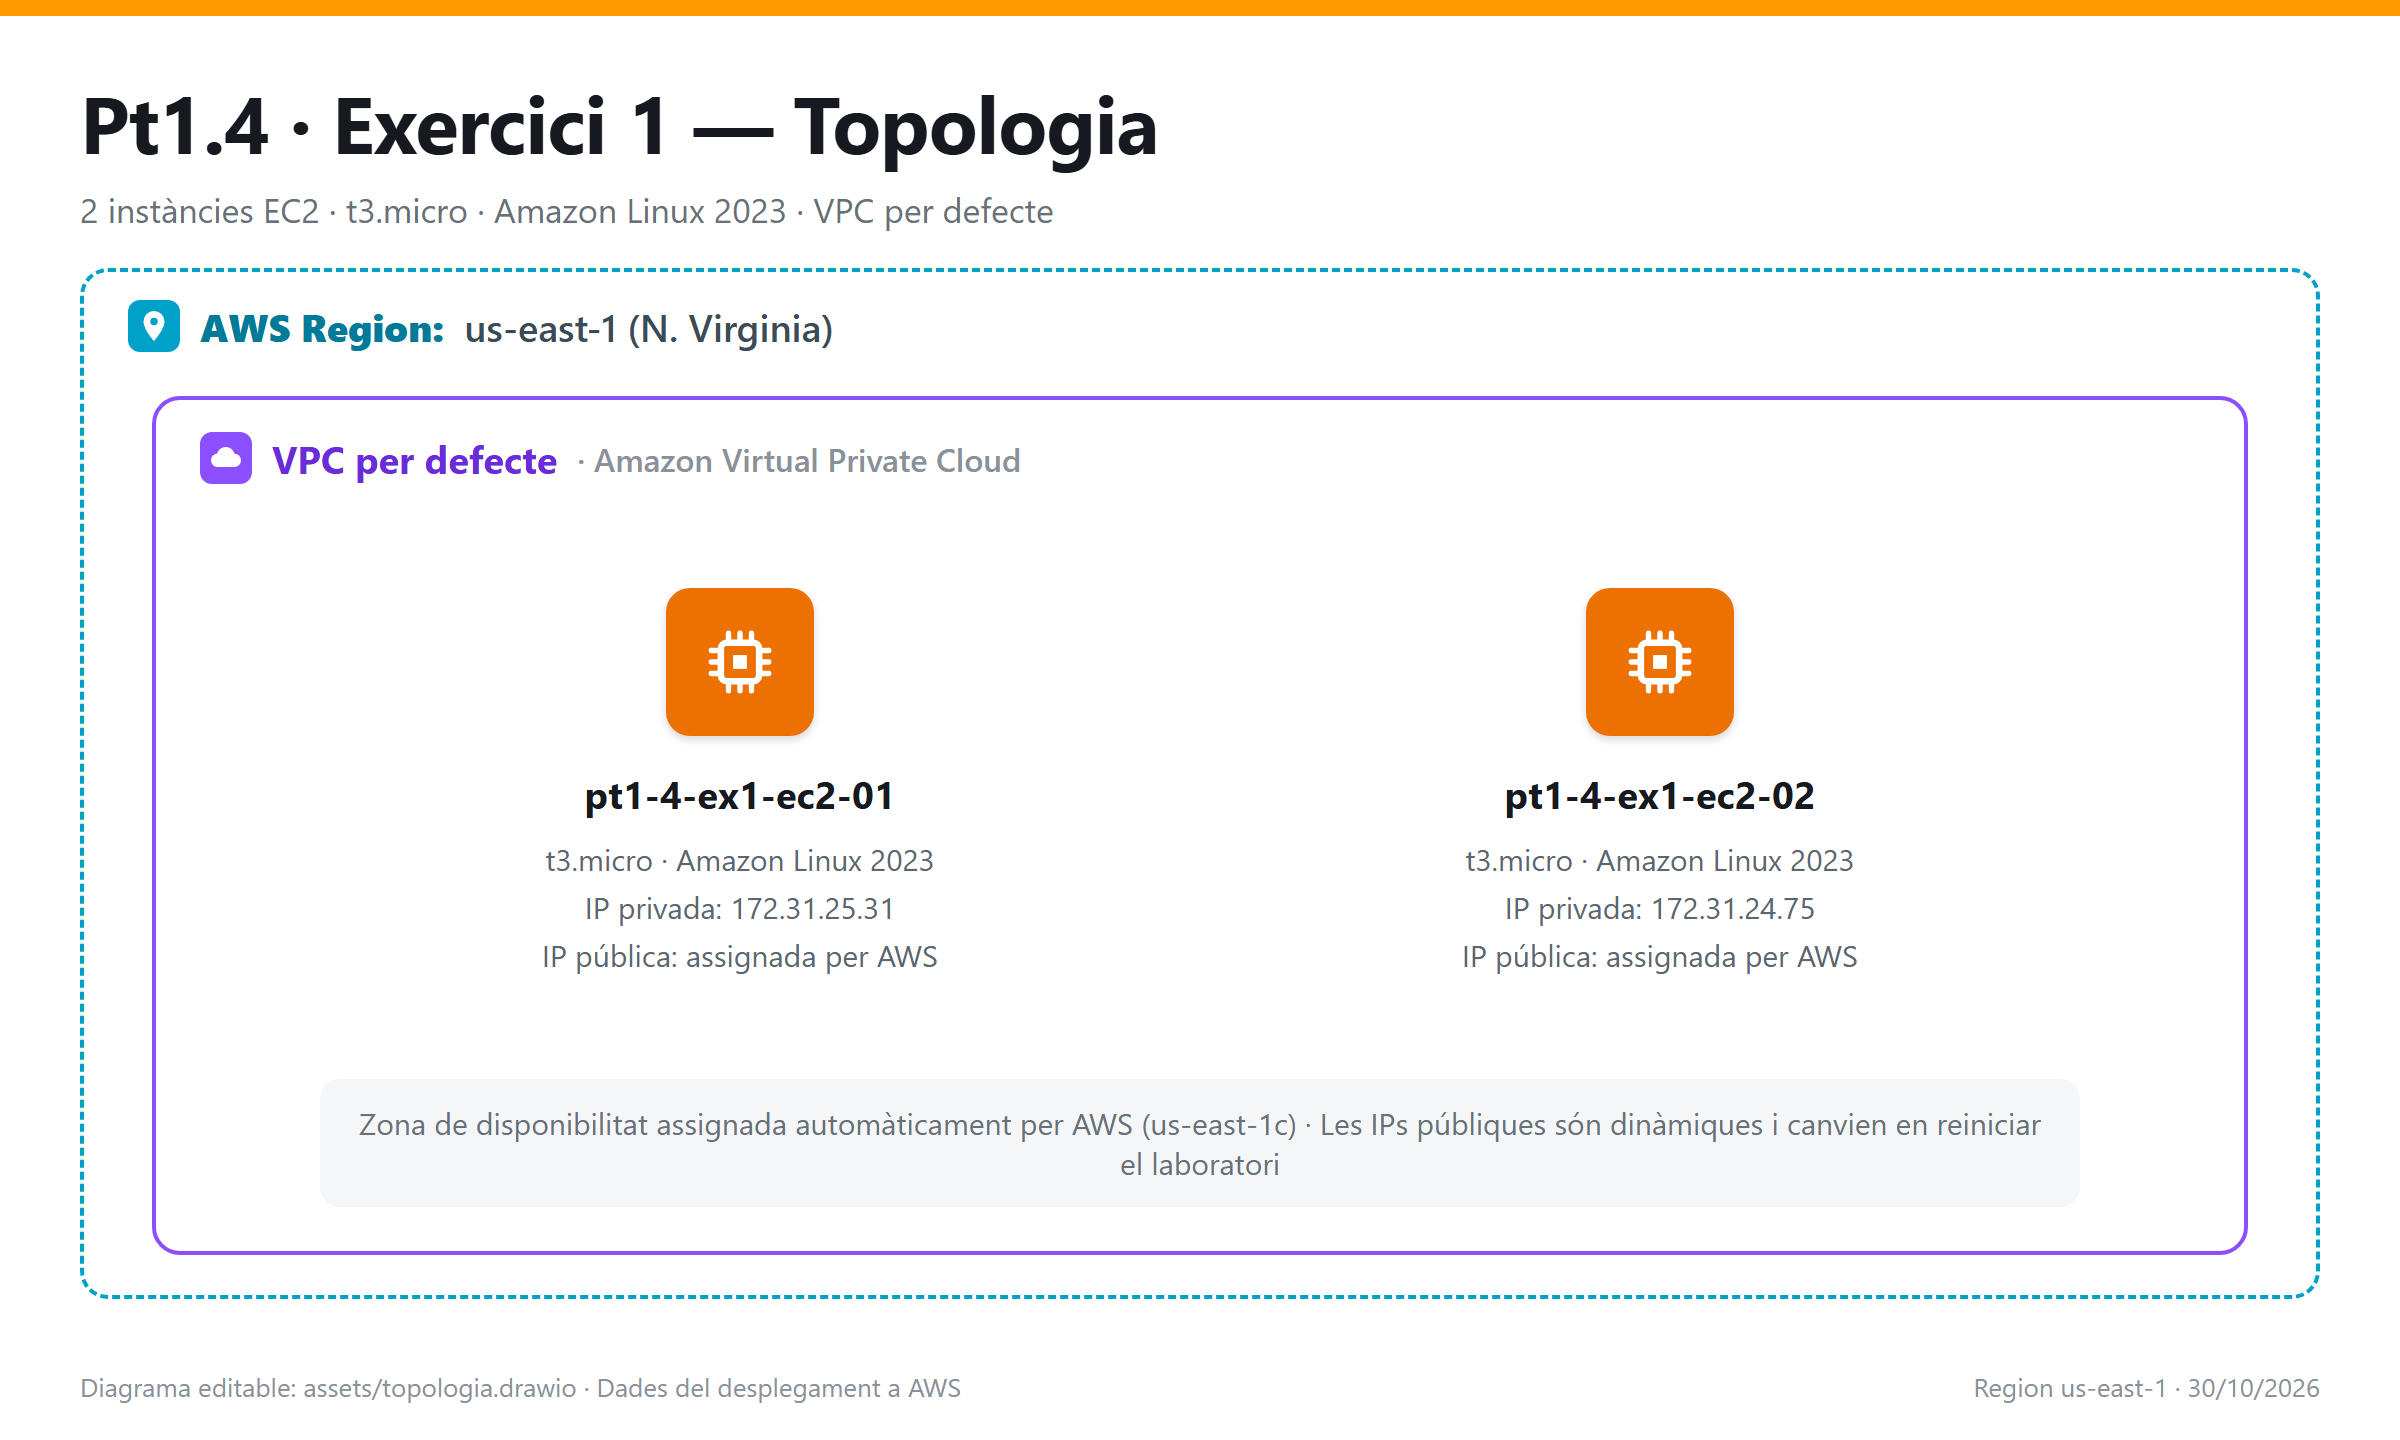 Pt1.4 · Exercici 1 — Topologia
2 instàncies EC2 · t3.micro · Amazon Linux 2023 · VPC per defecte
AWS Region: us-east-1 (N. Virginia)
VPC per defecte · Amazon Virtual Private Cloud
pt1-4-ex1-ec2-01
t3.micro · Amazon Linux 2023
IP privada: 172.31.25.31
IP pública: assignada per AWS
pt1-4-ex1-ec2-02
t3.micro · Amazon Linux 2023
IP privada: 172.31.24.75
IP pública: assignada per AWS
Zona de disponibilitat assignada automàticament per AWS (us-east-1c) · Les IPs públiques són dinàmiques i canvien en reiniciar
el laboratori
Diagrama editable: assets/topologia.drawio · Dades del desplegament a AWS
Region us-east-1 · 30/10/2026